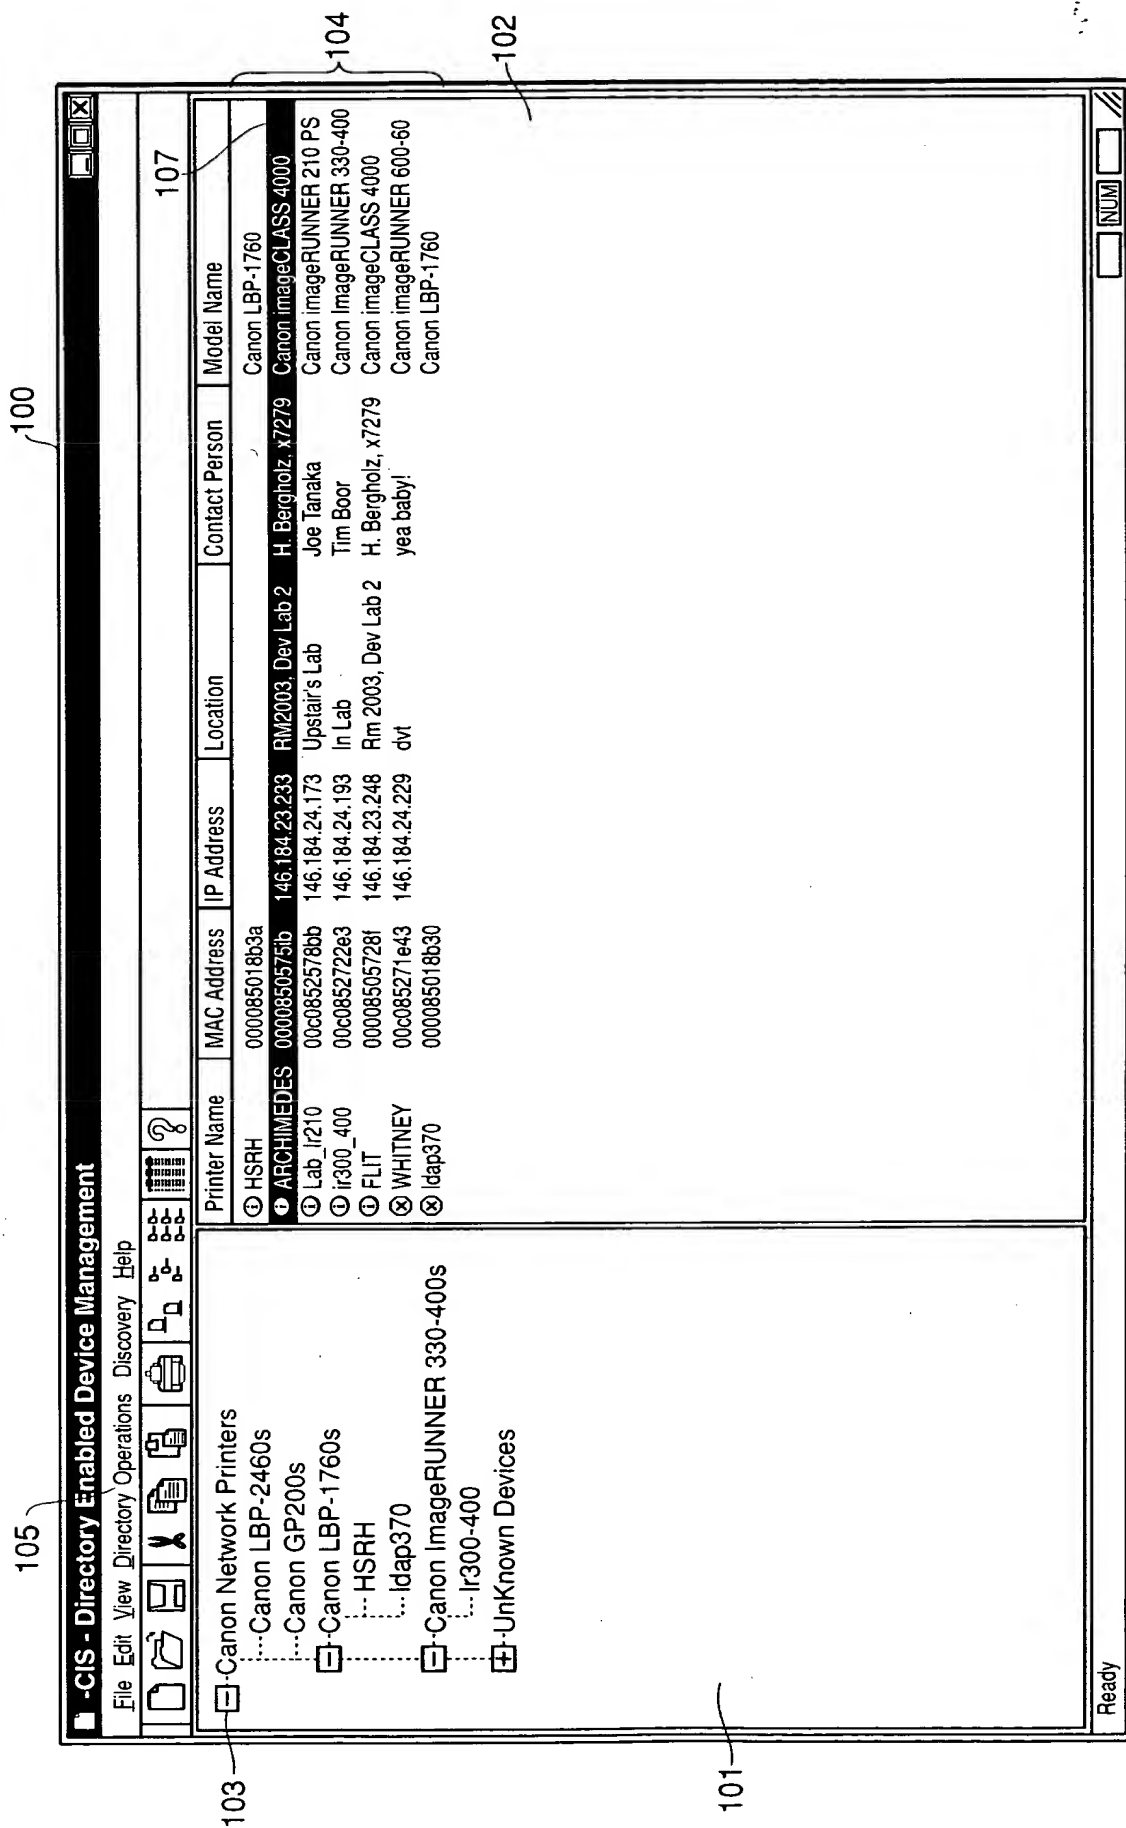 100
105
-CIS - Directory Enabled Device Management
File Edit View Directory Operations Discovery Help
?
107
103
Canon Network Printers
Canon LBP-2460s
Canon GP200s
Canon LBP-1760s
HSRH
ldap370
Canon ImageRUNNER 330-400s
Ir300-400
UnKnown Devices
101
Printer Name MAC Address IP Address Location Contact Person Model Name
HSRH 000085018b3a Canon LBP-1760
ARCHIMEDES 00008505751b 146.184.23.233 RM2003, Dev Lab 2 H. Bergholz, x7279 Canon imageCLASS 4000
Lab_Ir210 00c0852578bb 146.184.24.173 Upstair's Lab Joe Tanaka Canon imageRUNNER 210 PS
ir300_400 00c0852722e3 146.184.24.193 In Lab Tim Boor Canon ImageRUNNER 330-400
FLIT 00008505728f 146.184.23.248 Rm 2003, Dev Lab 2 H. Bergholz, x7279 Canon imageCLASS 4000
WHITNEY 00c085271e43 146.184.24.229 dvt yea baby! Canon imageRUNNER 600-60
ldap370 000085018b30 Canon LBP-1760
104
102
Ready NUM